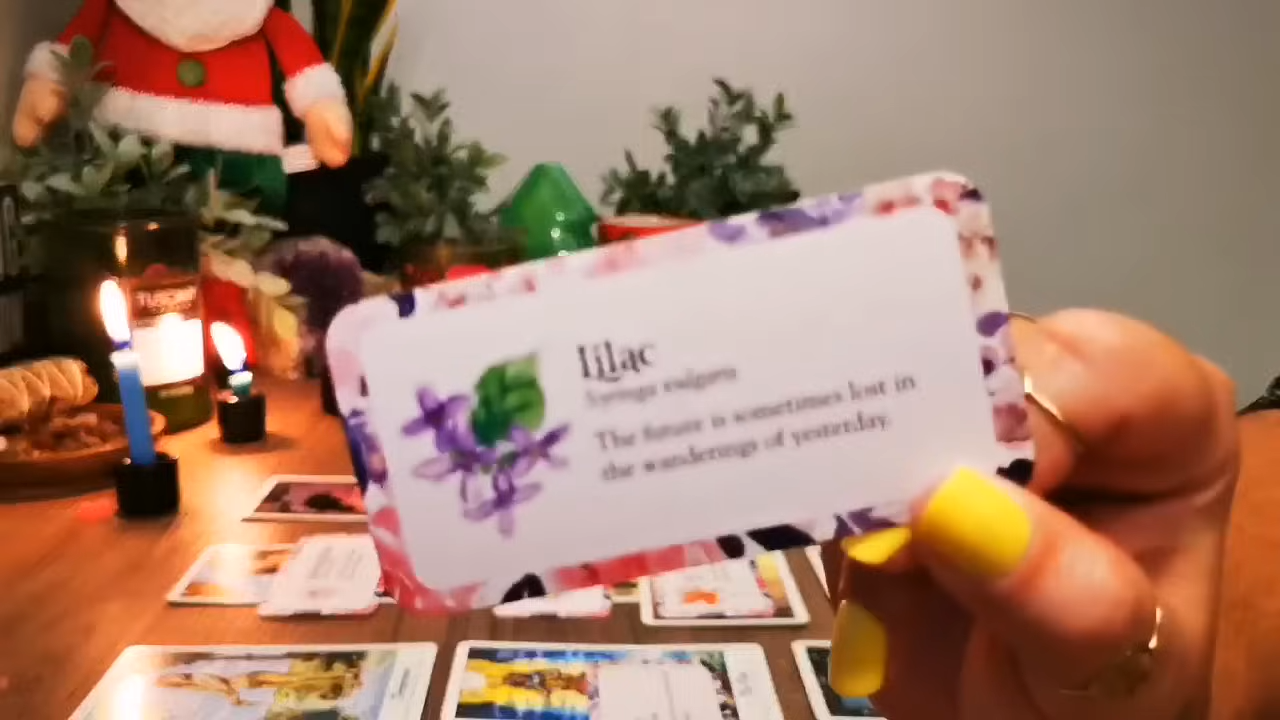 Lilac
Syringa vulgaris
The future is sometimes lost in
the wanderings of yesterday.